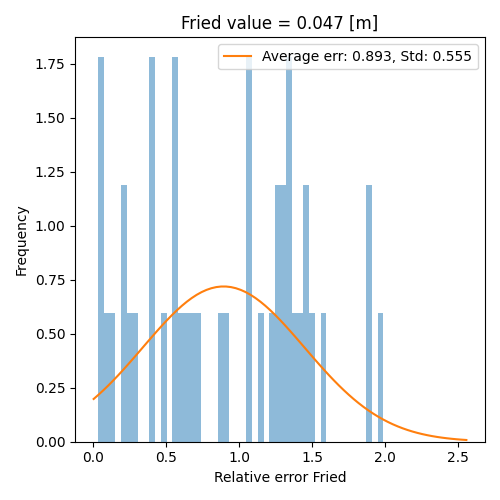 Fried value = 0.047 [m]
Average err: 0.893, Std: 0.555
1.75
1.50
1.25
1.00
0.75
0.50
0.25
0.00
Frequency
0.0 0.5 1.0 1.5 2.0 2.5
Relative error Fried